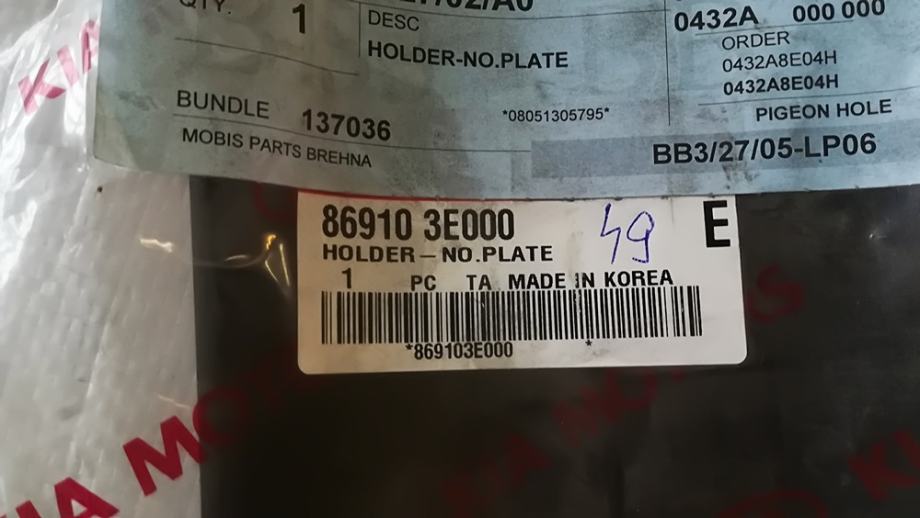 QTY. 1
DESC
HOLDER-NO.PLATE
0432A 000 000
ORDER
0432A8E04H
0432A8E04H
BUNDLE 137036
*08051305795*
PIGEON HOLE
MOBIS PARTS BREHNA
BB3/27/05-LP06
86910 3E000
49
E
HOLDER-NO.PLATE
1 PC TA MADE IN KOREA
*869103E000 *
KIA
KIA MOTORS